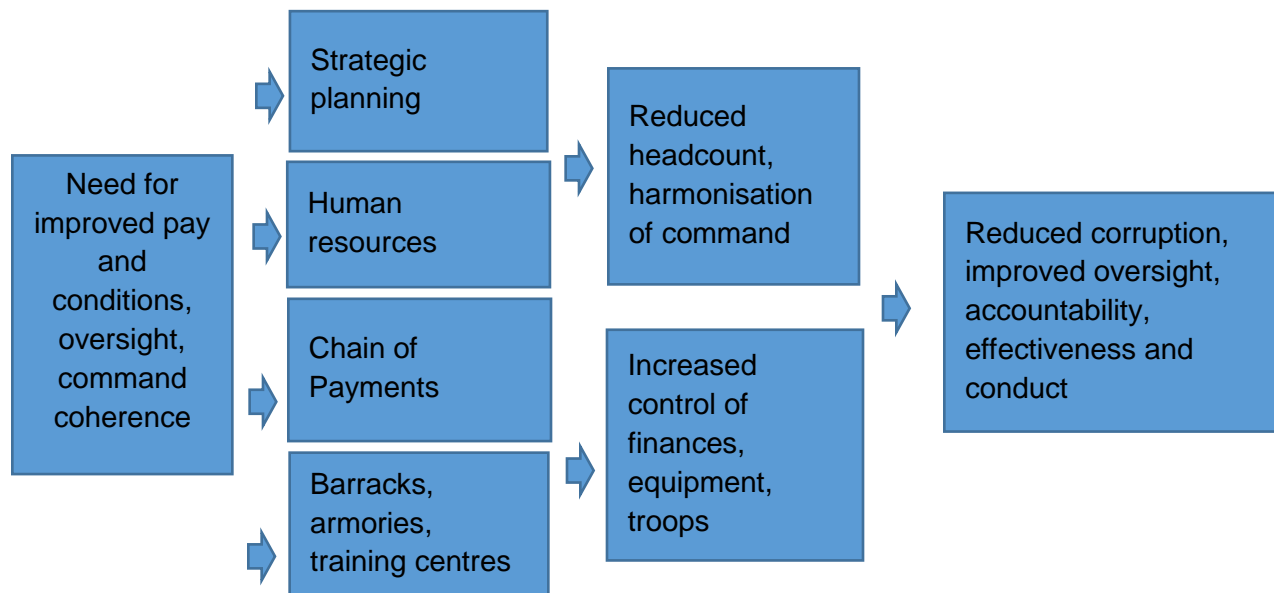 Need for
improved pay
and
conditions,
oversight,
command
coherence
Strategic
planning
Human
resources
Chain of
Payments
Barracks,
armories,
training centres
Reduced
headcount,
harmonisation
of command
Increased
control of
finances,
equipment,
troops
Reduced corruption,
improved oversight,
accountability,
effectiveness and
conduct